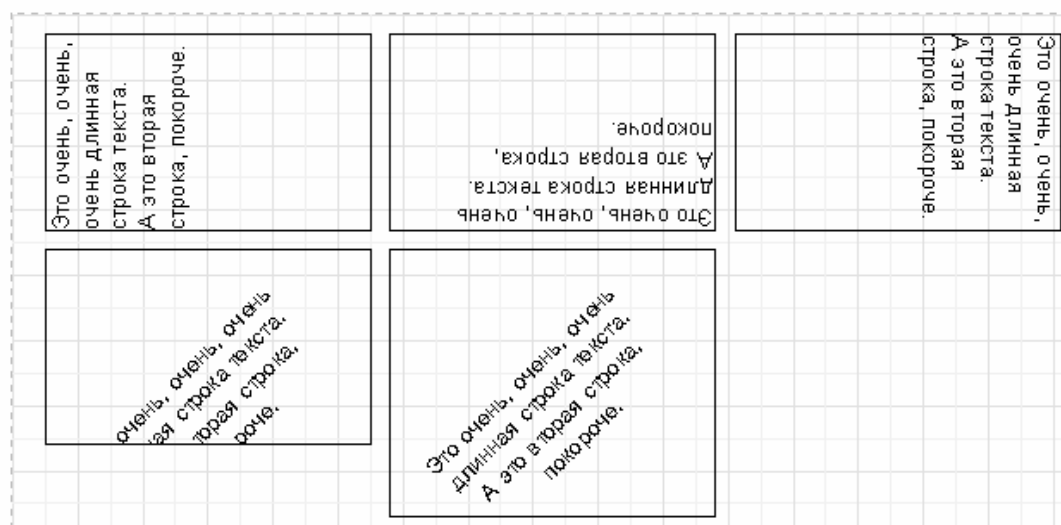 Это очень, очень,
очень длинная
строка текста.
А это вторая
строка, покороче.
Это очень, очень, очень
длинная строка текста.
А это вторая строка,
покороче.
Это очень, очень,
очень длинная
строка текста.
А это вторая
строка, покороче.
очень, очень, очень
ая строка текста.
торая строка,
роче.
Это очень, очень, очень
длинная строка текста.
А это вторая строка,
покороче.